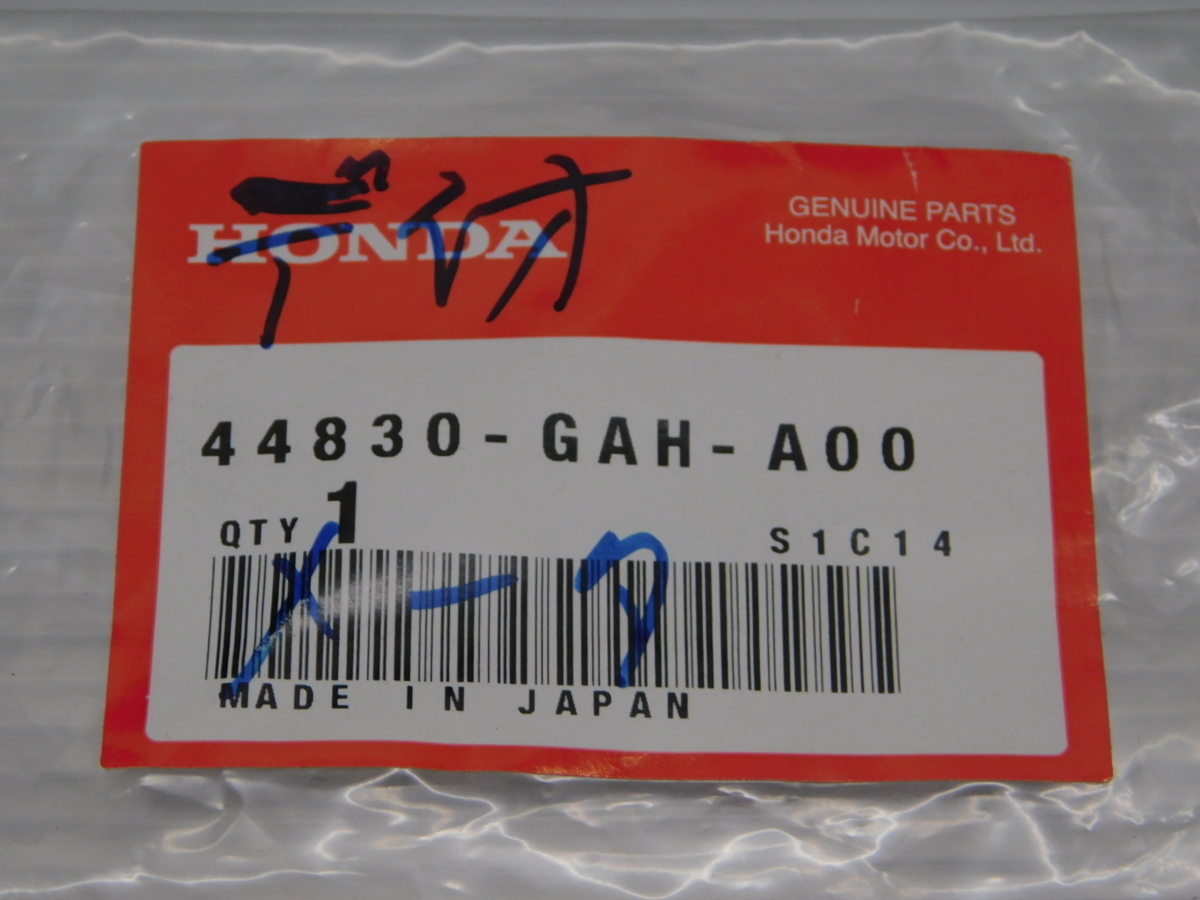 HONDA
ディオ
GENUINE PARTS
Honda Motor Co., Ltd.
44830-GAH-A00
QTY 1
S1C14
メータ
MADE IN JAPAN